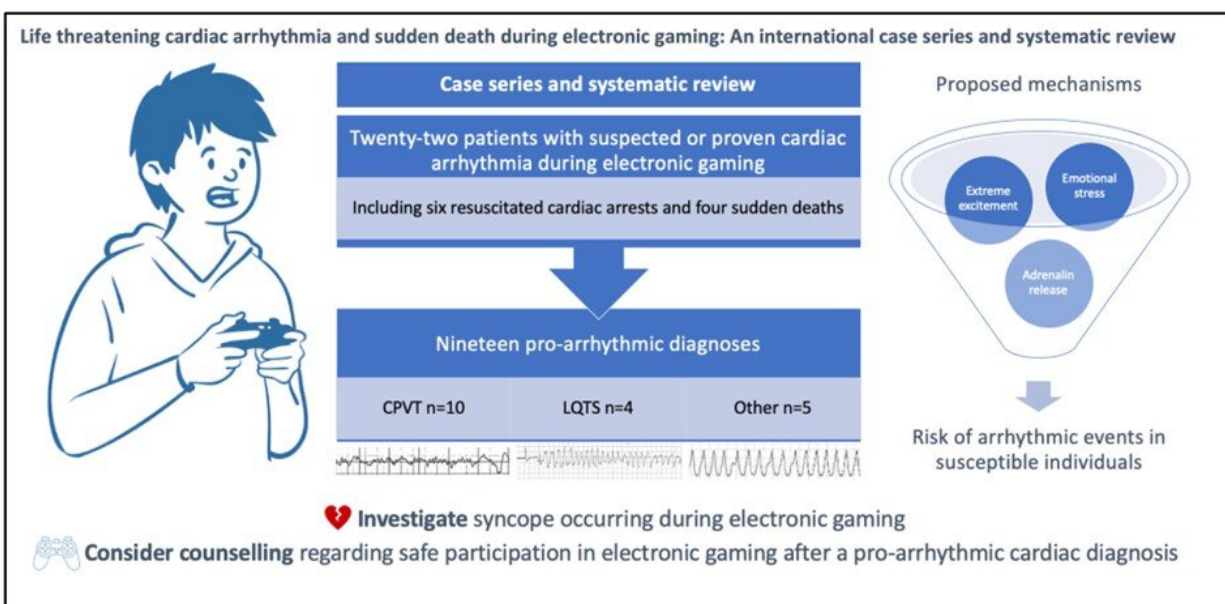 Life threatening cardiac arrhythmia and sudden death during electronic gaming: An international case series and systematic review
Case series and systematic review
Twenty-two patients with suspected or proven cardiac
arrhythmia during electronic gaming
Including six resuscitated cardiac arrests and four sudden deaths
Nineteen pro-arrhythmic diagnoses
CPVT n=10
LQTS n=4
Other n=5
Proposed mechanisms
Extreme
excitement
Emotional
stress
Adrenalin
release
Risk of arrhythmic events in
susceptible individuals
Investigate syncope occurring during electronic gaming
Consider counselling regarding safe participation in electronic gaming after a pro-arrhythmic cardiac diagnosis